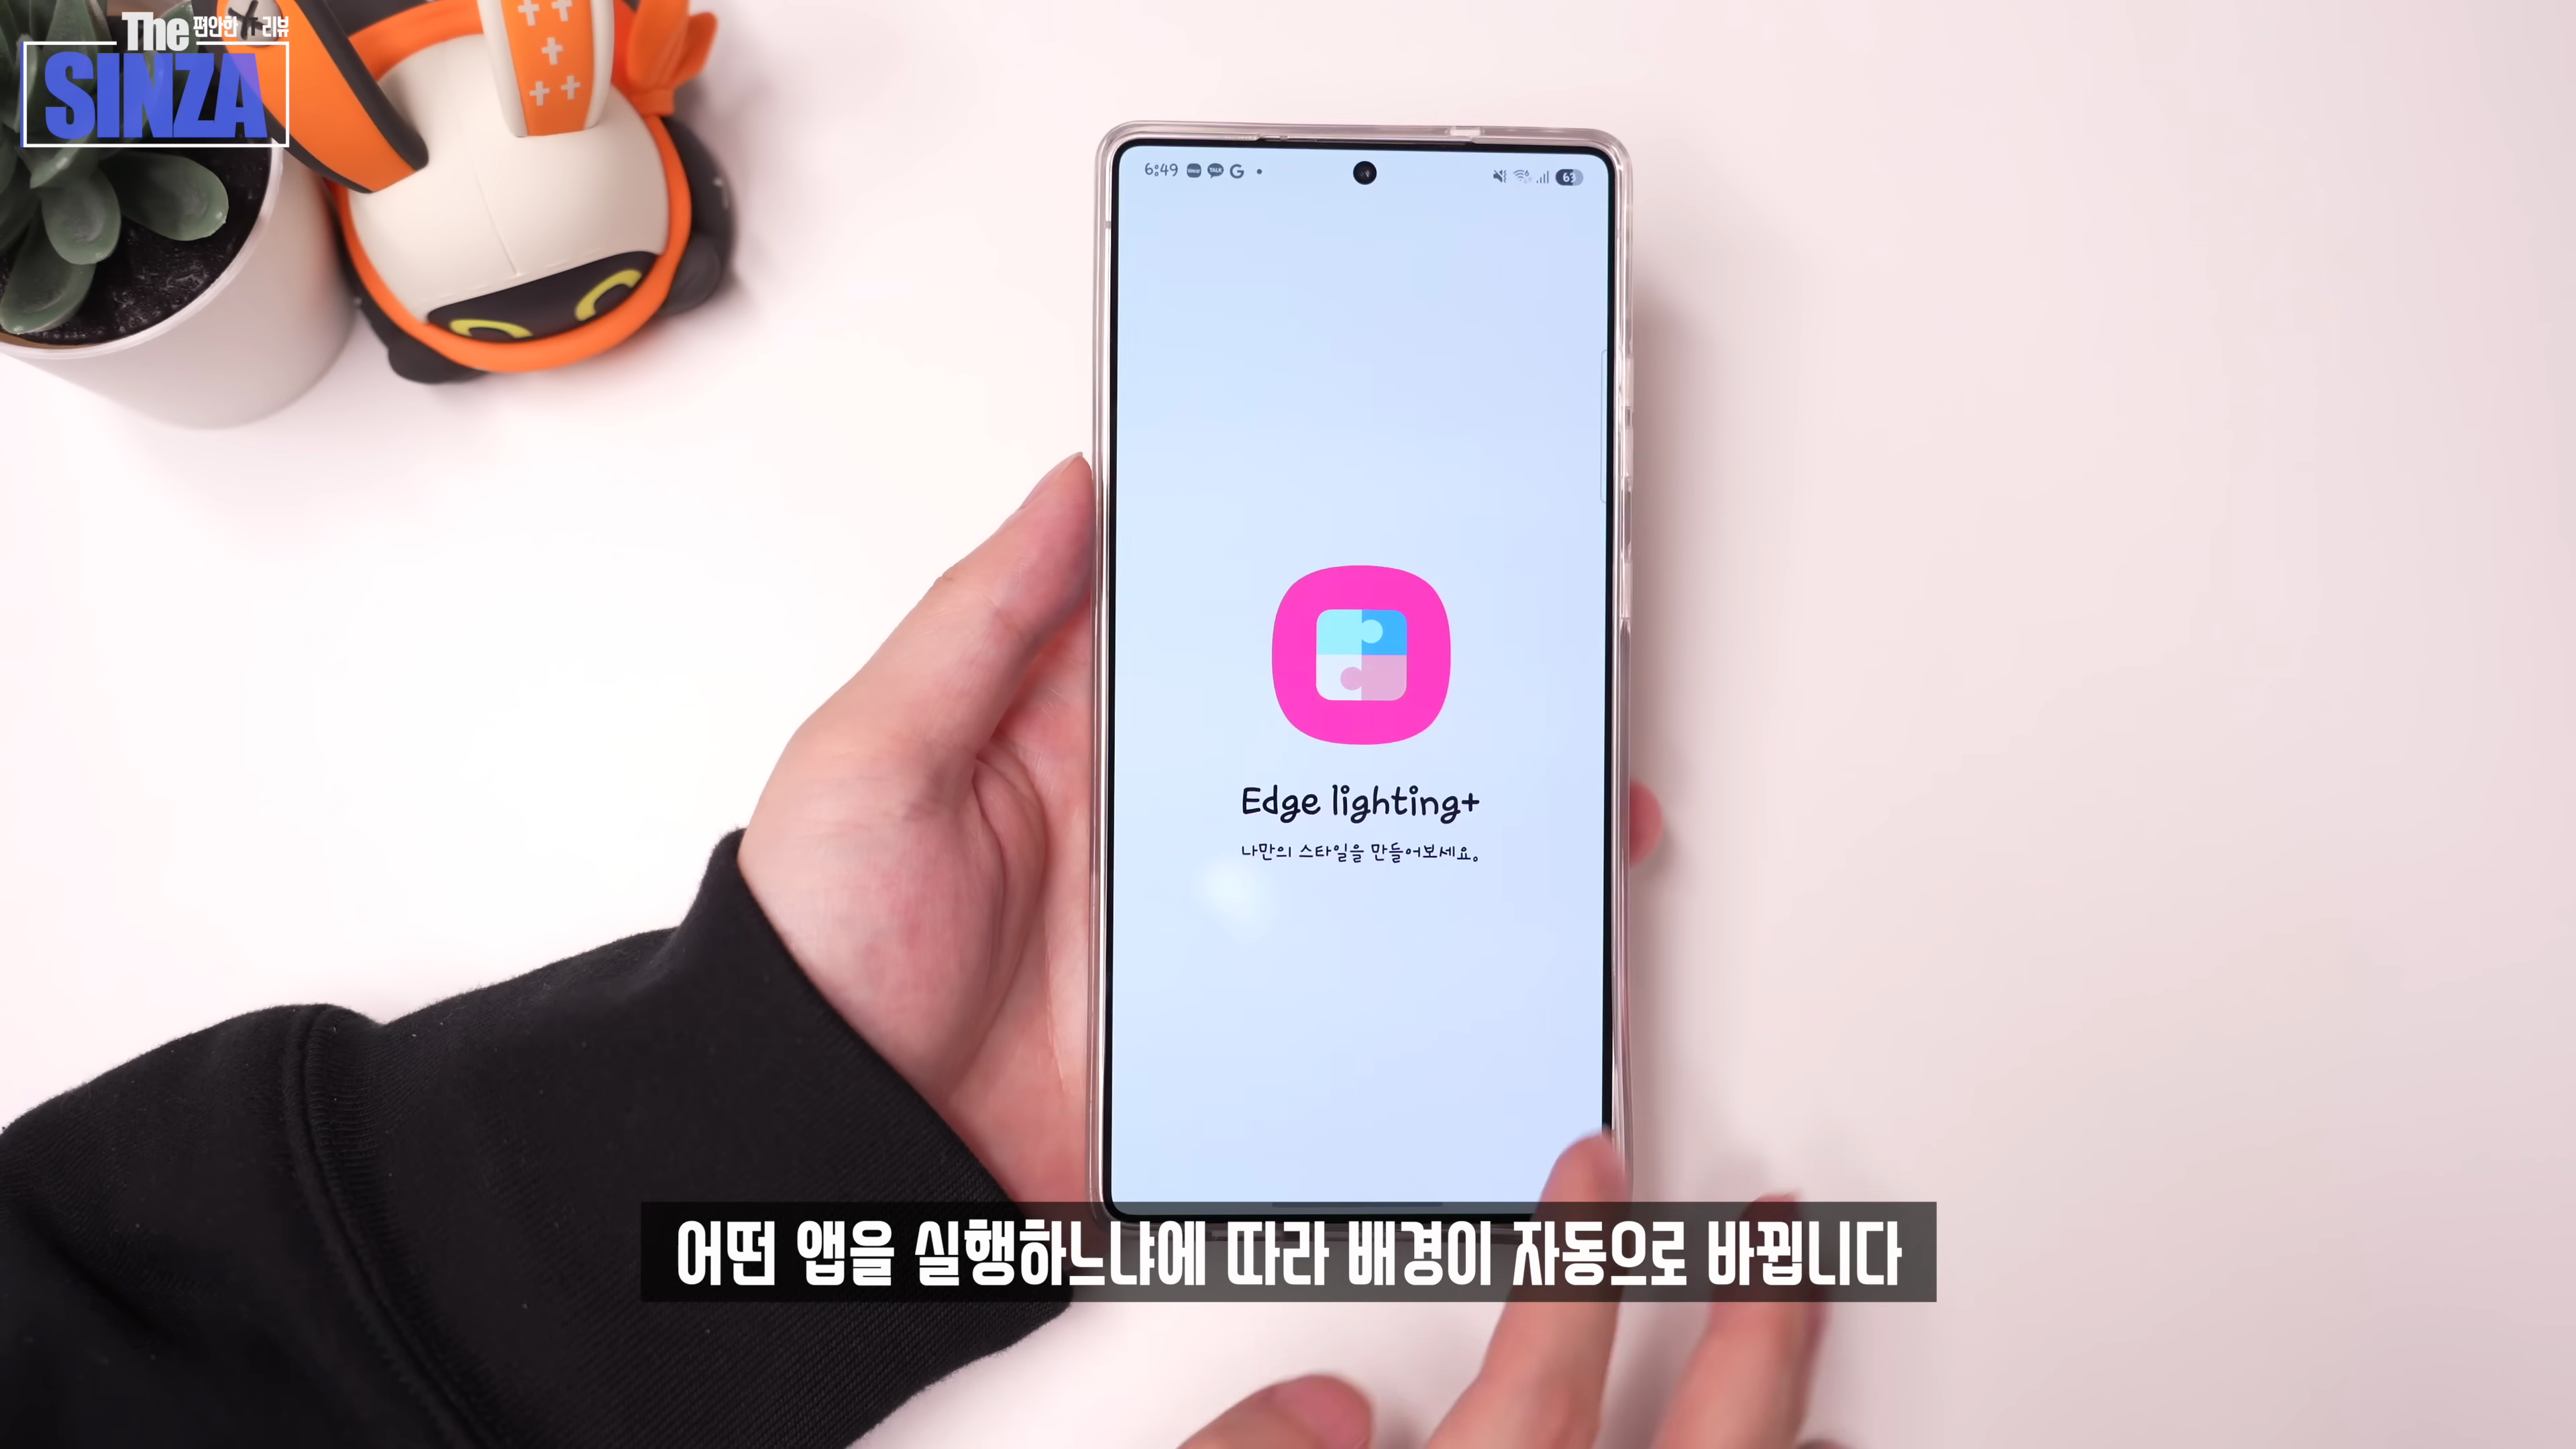 The 편안한 리뷰
SINZA
6:49 TALK G
63
Edge lighting+
나만의 스타일을 만들어보세요.
어떤 앱을 실행하느냐에 따라 배경이 자동으로 바뀝니다